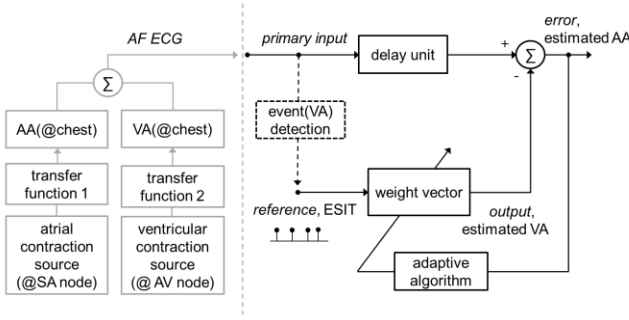 AF ECG
Σ
AA(@chest)
VA(@chest)
transfer
function 1
transfer
function 2
atrial
contraction
source
(@SA node)
ventricular
contraction
source
(@ AV node)
primary input
delay unit
+
Σ
-
error,
estimated AA
event(VA)
detection
reference, ESIT
weight vector
output,
estimated VA
adaptive
algorithm